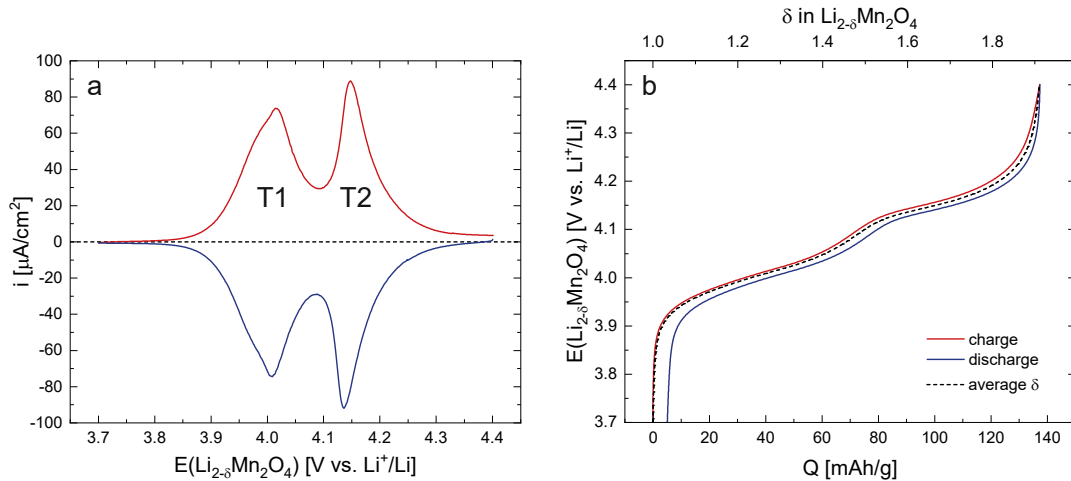 a
i [μA/cm²]
100
80
60
40
20
0
-20
-40
-60
-80
-100
T1 T2
3.7 3.8 3.9 4.0 4.1 4.2 4.3 4.4
E(Li₂₋δMn₂O₄) [V vs. Li⁺/Li]
δ in Li₂₋δMn₂O₄
1.0 1.2 1.4 1.6 1.8
b
E(Li₂₋δMn₂O₄) [V vs. Li⁺/Li]
4.4
4.3
4.2
4.1
4.0
3.9
3.8
3.7
charge
discharge
average δ
0 20 40 60 80 100 120 140
Q [mAh/g]